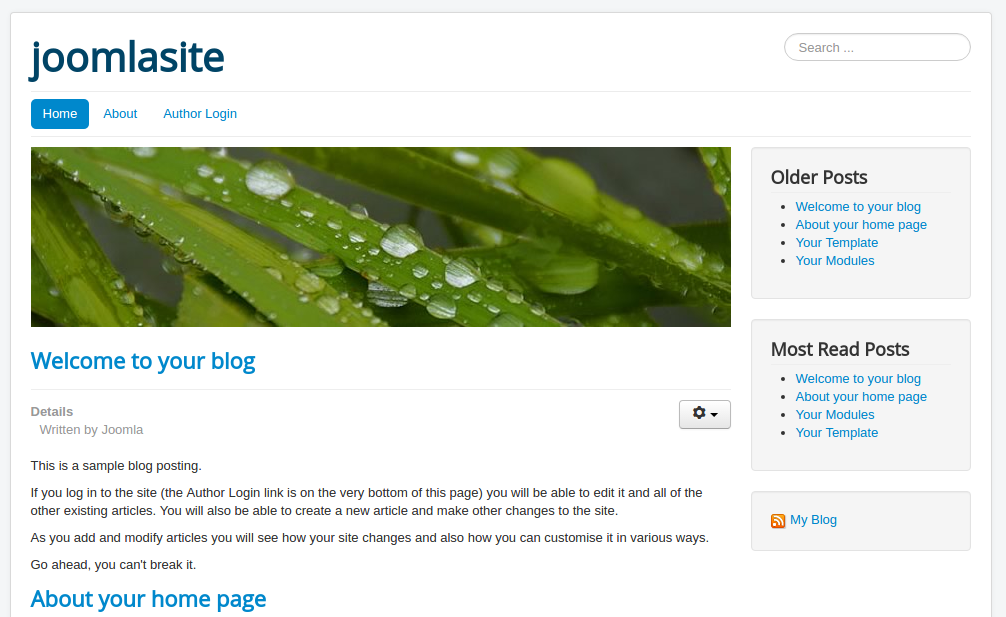 joomlasite
Search ...
Home
About
Author Login
Welcome to your blog
Details
Written by Joomla
This is a sample blog posting.
If you log in to the site (the Author Login link is on the very bottom of this page) you will be able to edit it and all of the
other existing articles. You will also be able to create a new article and make other changes to the site.
As you add and modify articles you will see how your site changes and also how you can customise it in various ways.
Go ahead, you can't break it.
About your home page
Older Posts
Welcome to your blog
About your home page
Your Template
Your Modules
Most Read Posts
Welcome to your blog
About your home page
Your Modules
Your Template
My Blog